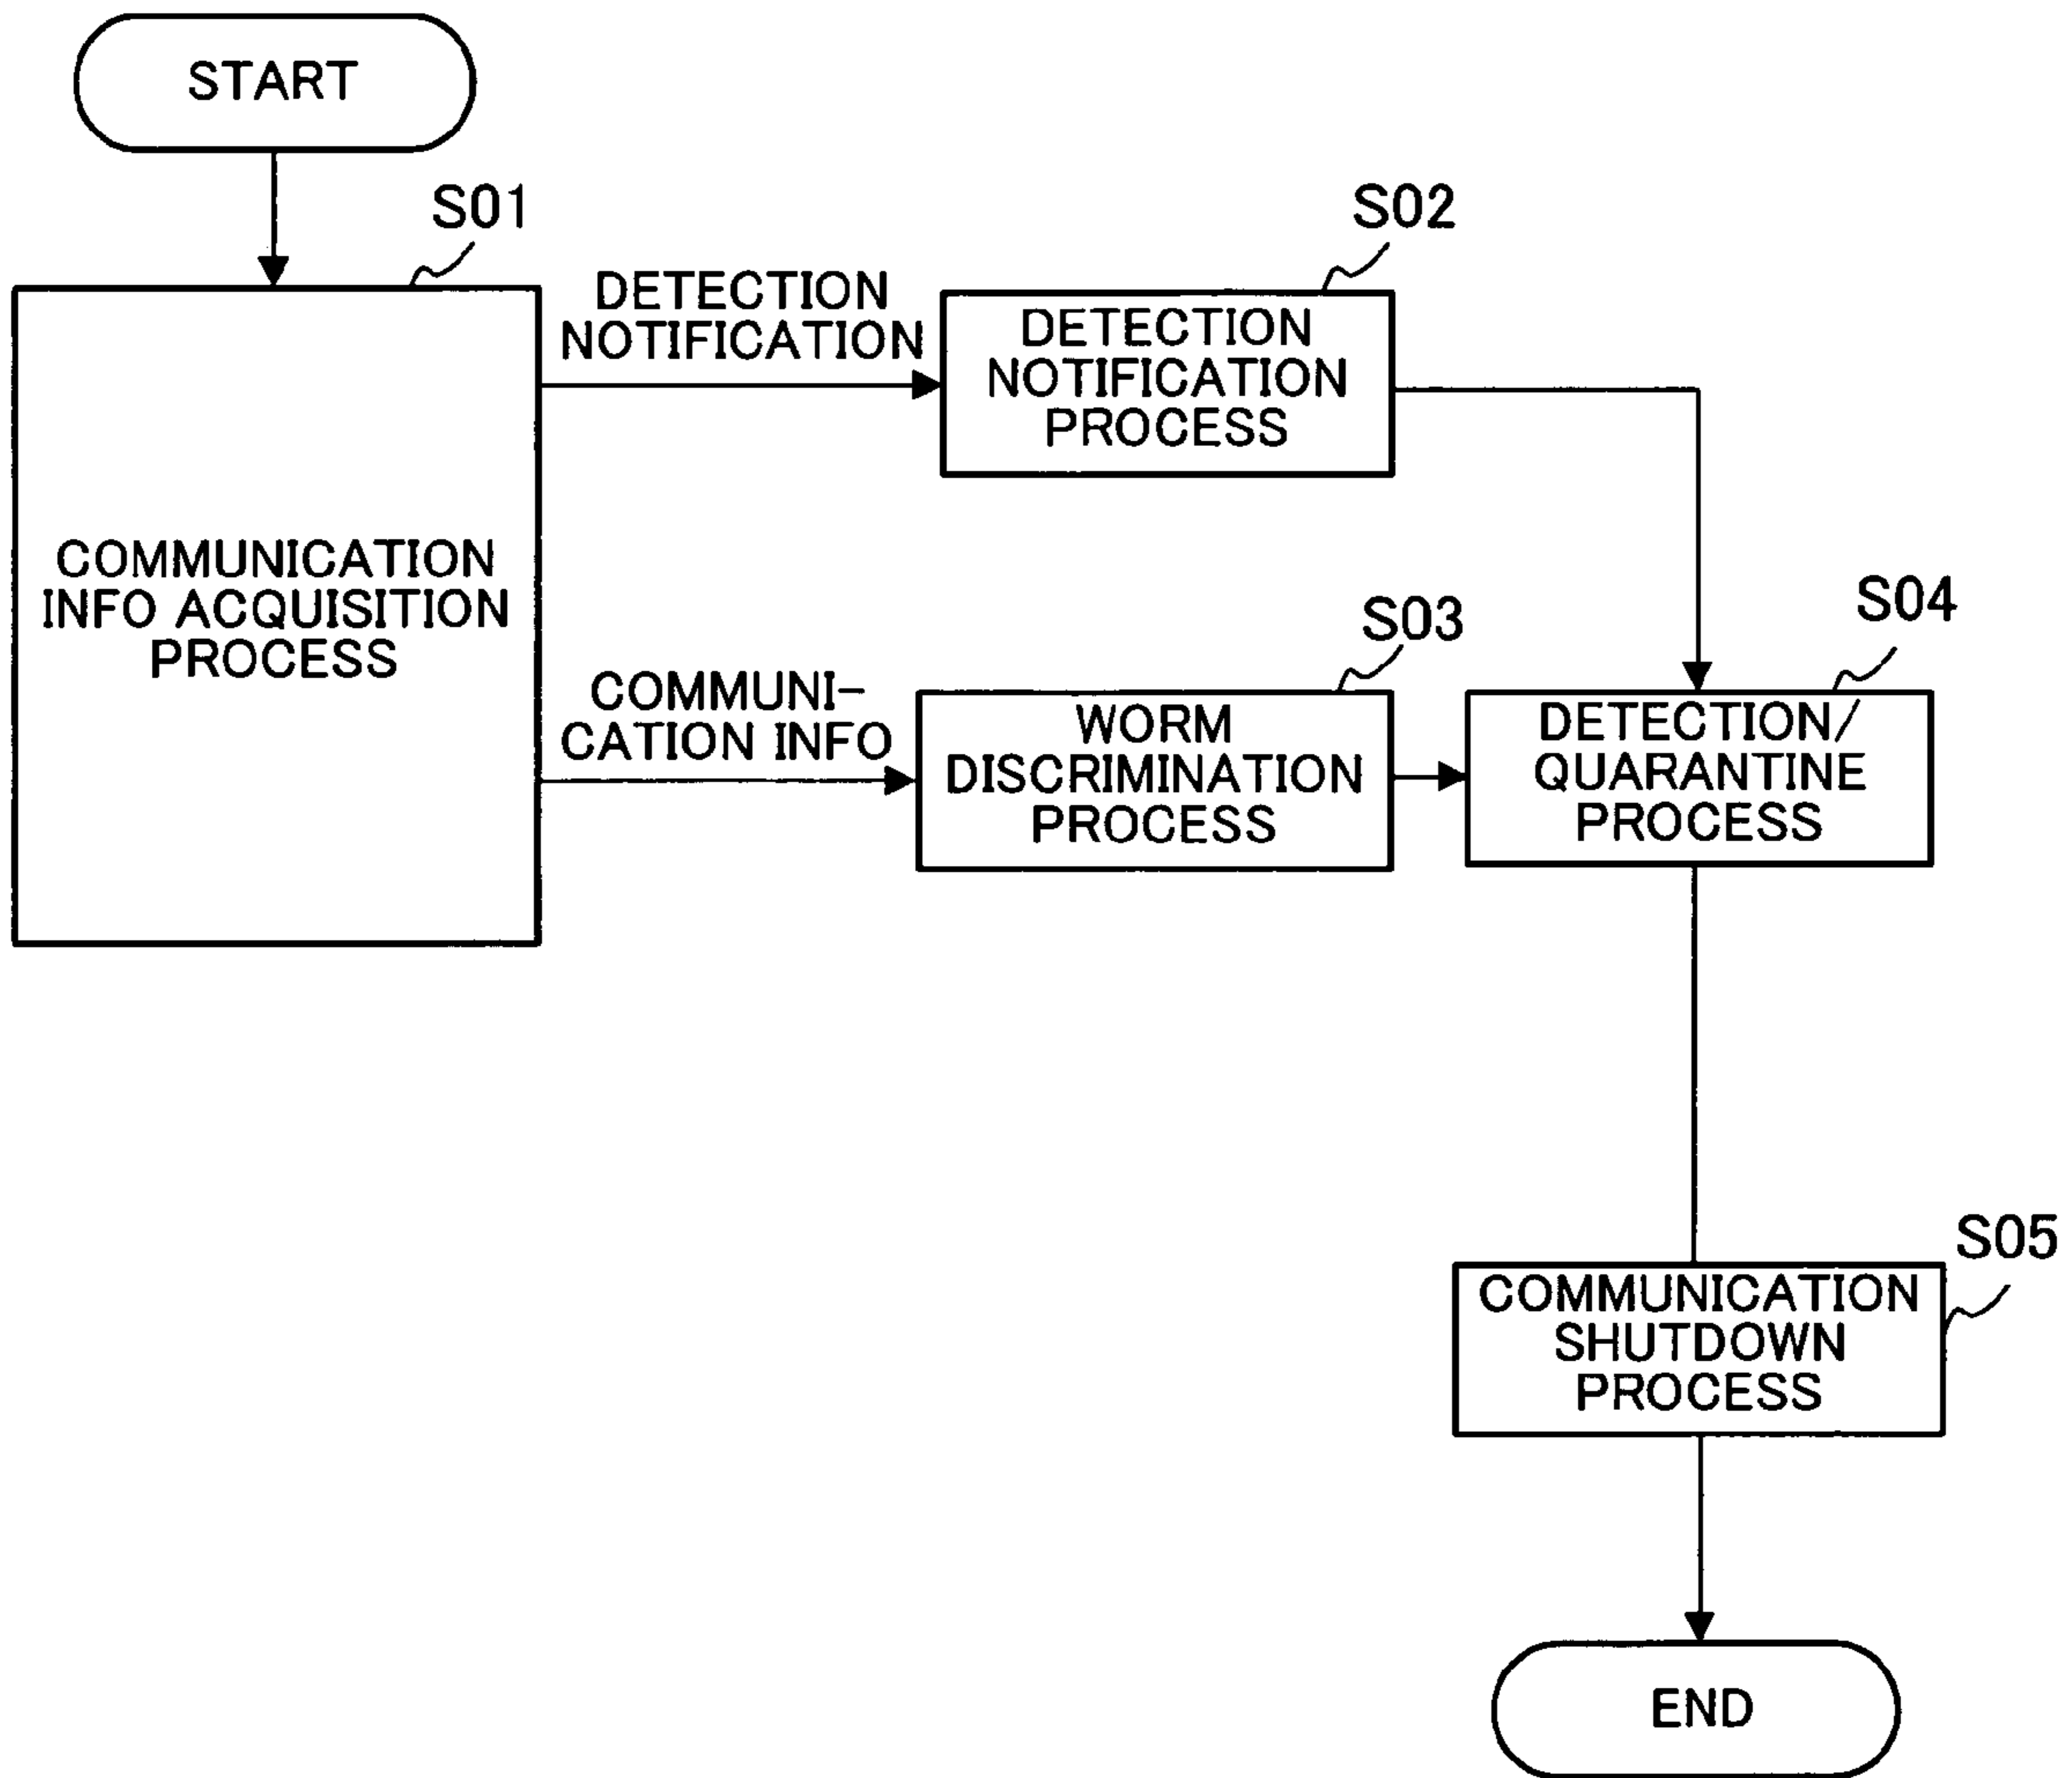 START
S01
S02
DETECTION
NOTIFICATION
DETECTION
NOTIFICATION
PROCESS
COMMUNICATION
INFO ACQUISITION
PROCESS
COMMUNI-
CATION INFO
S03
WORM
DISCRIMINATION
PROCESS
S04
DETECTION/
QUARANTINE
PROCESS
S05
COMMUNICATION
SHUTDOWN
PROCESS
END